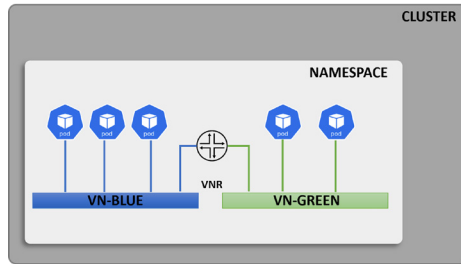 CLUSTER
NAMESPACE
pod
pod
pod
pod
pod
VNR
VN-BLUE
VN-GREEN